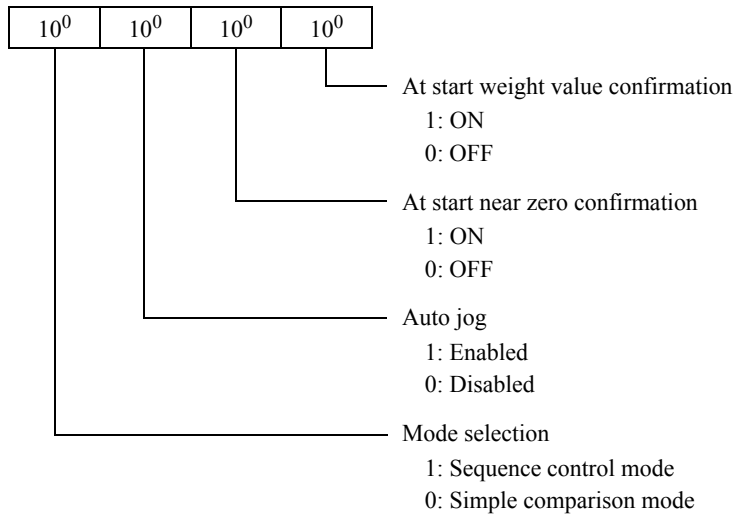 10⁰ 10⁰ 10⁰ 10⁰
At start weight value confirmation
1: ON
0: OFF
At start near zero confirmation
1: ON
0: OFF
Auto jog
1: Enabled
0: Disabled
Mode selection
1: Sequence control mode
0: Simple comparison mode